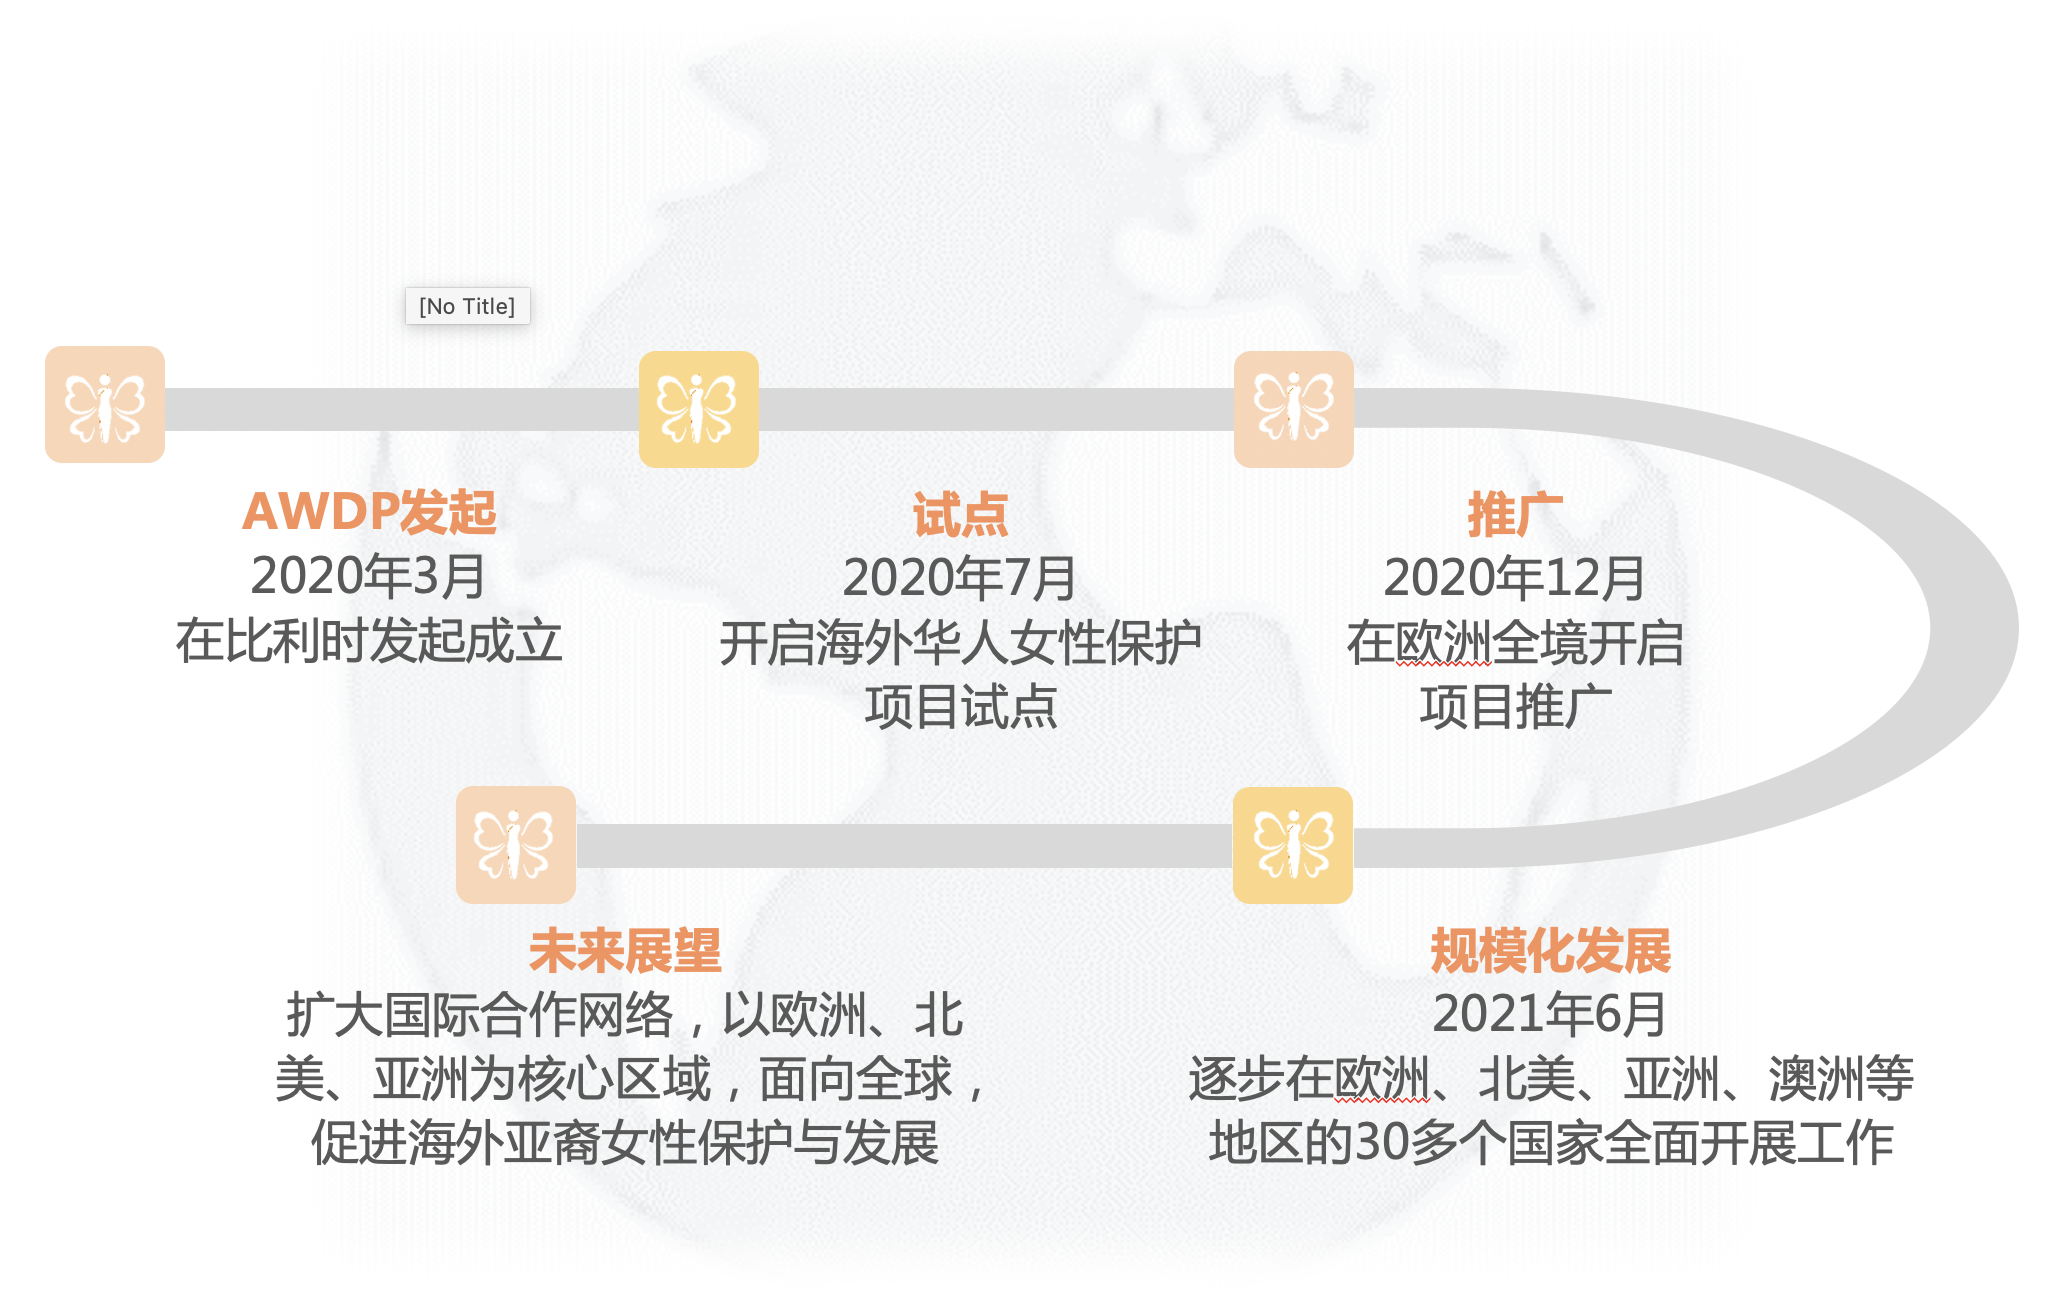 [No Title]
AWDP发起
2020年3月
在比利时发起成立
试点
2020年7月
开启海外华人女性保护
项目试点
推广
2020年12月
在欧洲全境开启
项目推广
未来展望
扩大国际合作网络，以欧洲、北
美、亚洲为核心区域，面向全球，
促进海外亚裔女性保护与发展
规模化发展
2021年6月
逐步在欧洲、北美、亚洲、澳洲等
地区的30多个国家全面开展工作